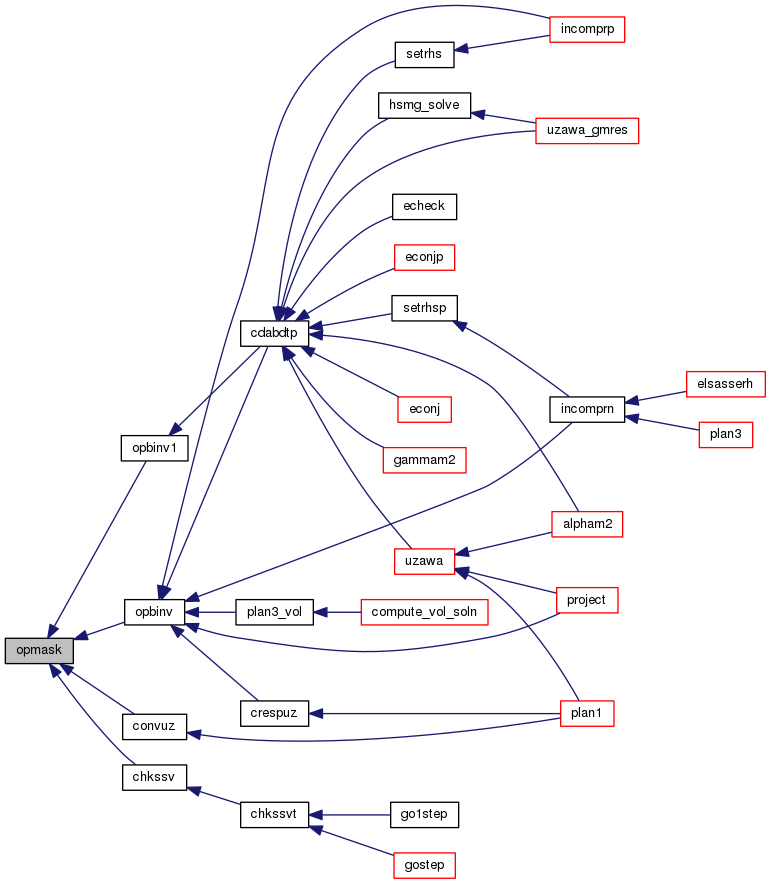 incomprp
setrhs
hsmg_solve
uzawa_gmres
echeck
econjp
setrhsp
cdabdtp
elsasserh
econj
incomprn
plan3
opbinv1
gammam2
alpham2
uzawa
project
opbinv
plan3_vol
compute_vol_soln
opmask
crespuz
plan1
convuz
chkssv
chkssvt
go1step
gostep